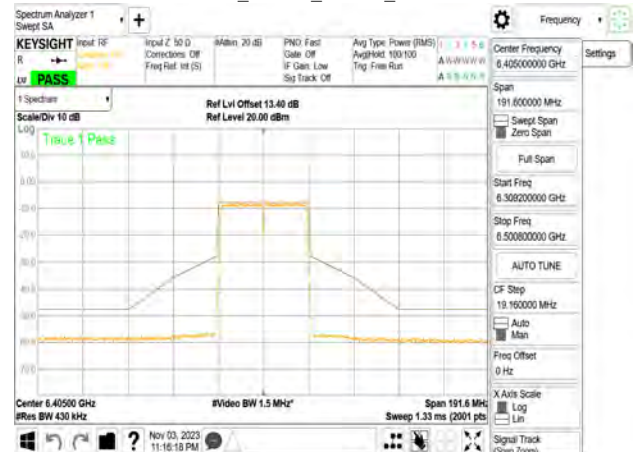 Spectrum Analyzer 1
Swept SA
+
Frequency
KEYSIGHT Input: RF
Input Z: 50 Ω
Corrections: Off
Freq Ref: Int (S)
#Atten: 20 dB
PNO: Fast
Gate: Off
IF Gain: Low
Sig Track: Off
Avg Type: Power (RMS)
Avg|Hold: 100/100
Trig: Free Run
R
LV PASS
Center Frequency
6.405000000 GHz
Settings
Span
191.600000 MHz
Swept Span
Zero Span
Full Span
Start Freq
6.309200000 GHz
Stop Freq
6.500800000 GHz
AUTO TUNE
CF Step
19.160000 MHz
Auto
Man
Freq Offset
0 Hz
X Axis Scale
Log
Lin
Signal Track
(Span Zoom)
1 Spectrum
Scale/Div 10 dB
Ref Lvl Offset 13.40 dB
Ref Level 20.00 dBm
Log
Trace 1 Pass
Center 6.40500 GHz
#Res BW 430 kHz
#Video BW 1.5 MHz*
Span 191.6 MHz
Sweep 1.33 ms (2001 pts
?
Nov 03, 2023
11:16:18 PM